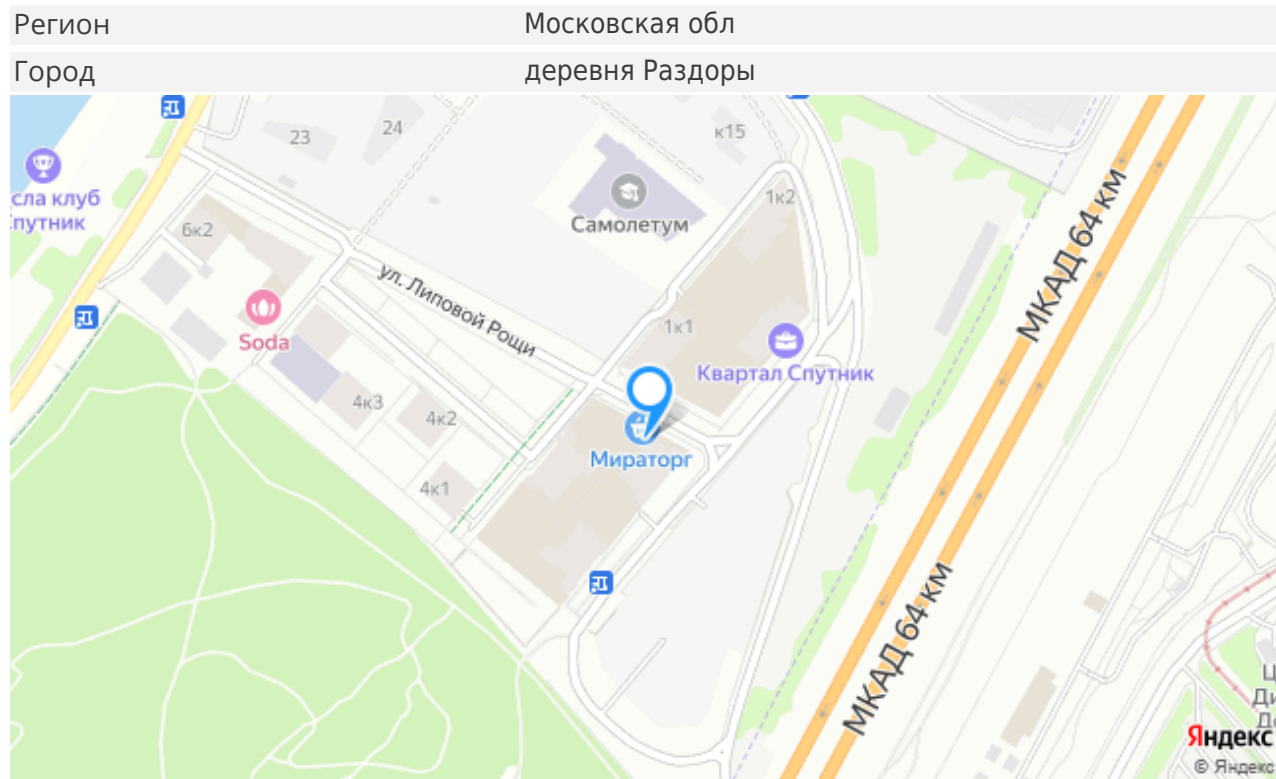 Регион
Московская обл
Город
деревня Раздоры
23
24
к15
сла клуб
Спутник
6к2
Самолетум
1к2
МКАД 64 км
ул. Липовой Рощи
Soda
1к1
Квартал Спутник
4к3
4к2
Мираторг
4к1
МКАД 64 км
Яндекс
© Яндекс